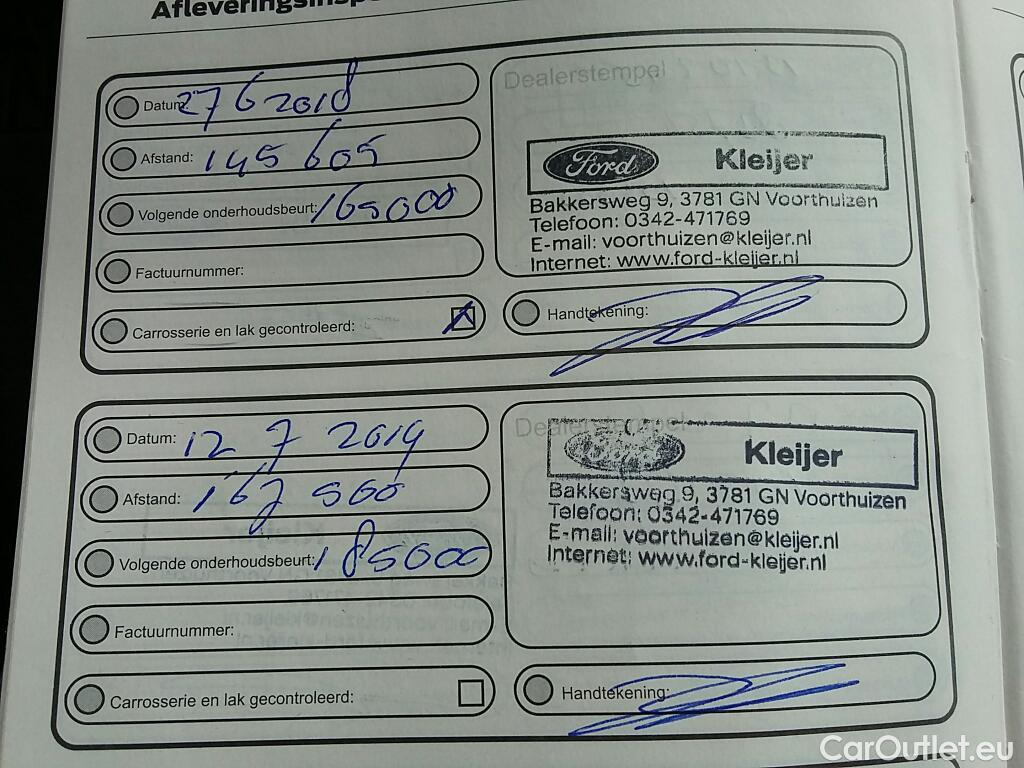 Afleveringsinsp
Datum: 27 6 2018
Afstand: 145 605
Volgende onderhoudsbeurt: 165000
Factuurnummer:
Carrosserie en lak gecontroleerd:
Dealerstempel
Ford Kleijer
Bakkersweg 9, 3781 GN Voorthuizen
Telefoon: 0342-471769
E-mail: voorthuizen@kleijer.nl
Internet: www.ford-kleijer.nl
Handtekening:
Datum: 12 7 2019
Afstand: 167 500
Volgende onderhoudsbeurt: 185000
Factuurnummer:
Carrosserie en lak gecontroleerd:
Dealerstempel
Ford Kleijer
Bakkersweg 9, 3781 GN Voorthuizen
Telefoon: 0342-471769
E-mail: voorthuizen@kleijer.nl
Internet: www.ford-kleijer.nl
Handtekening:
CarOutlet.eu